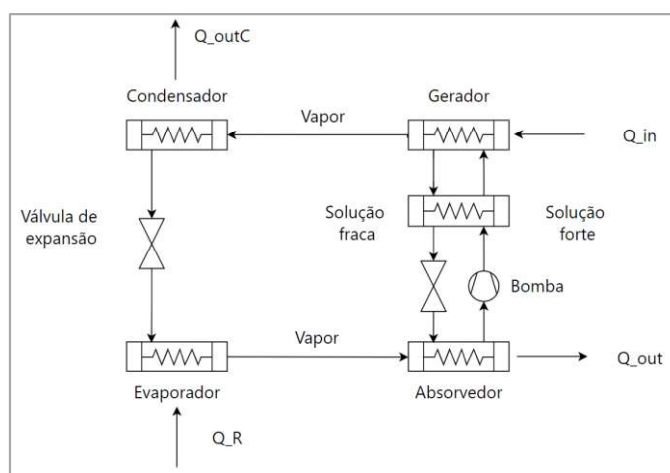 Q_outC
Condensador
Gerador
Vapor
Q_in
Válvula de
expansão
Solução
fraca
Solução
forte
Bomba
Vapor
Q_out
Evaporador
Absorvedor
Q_R